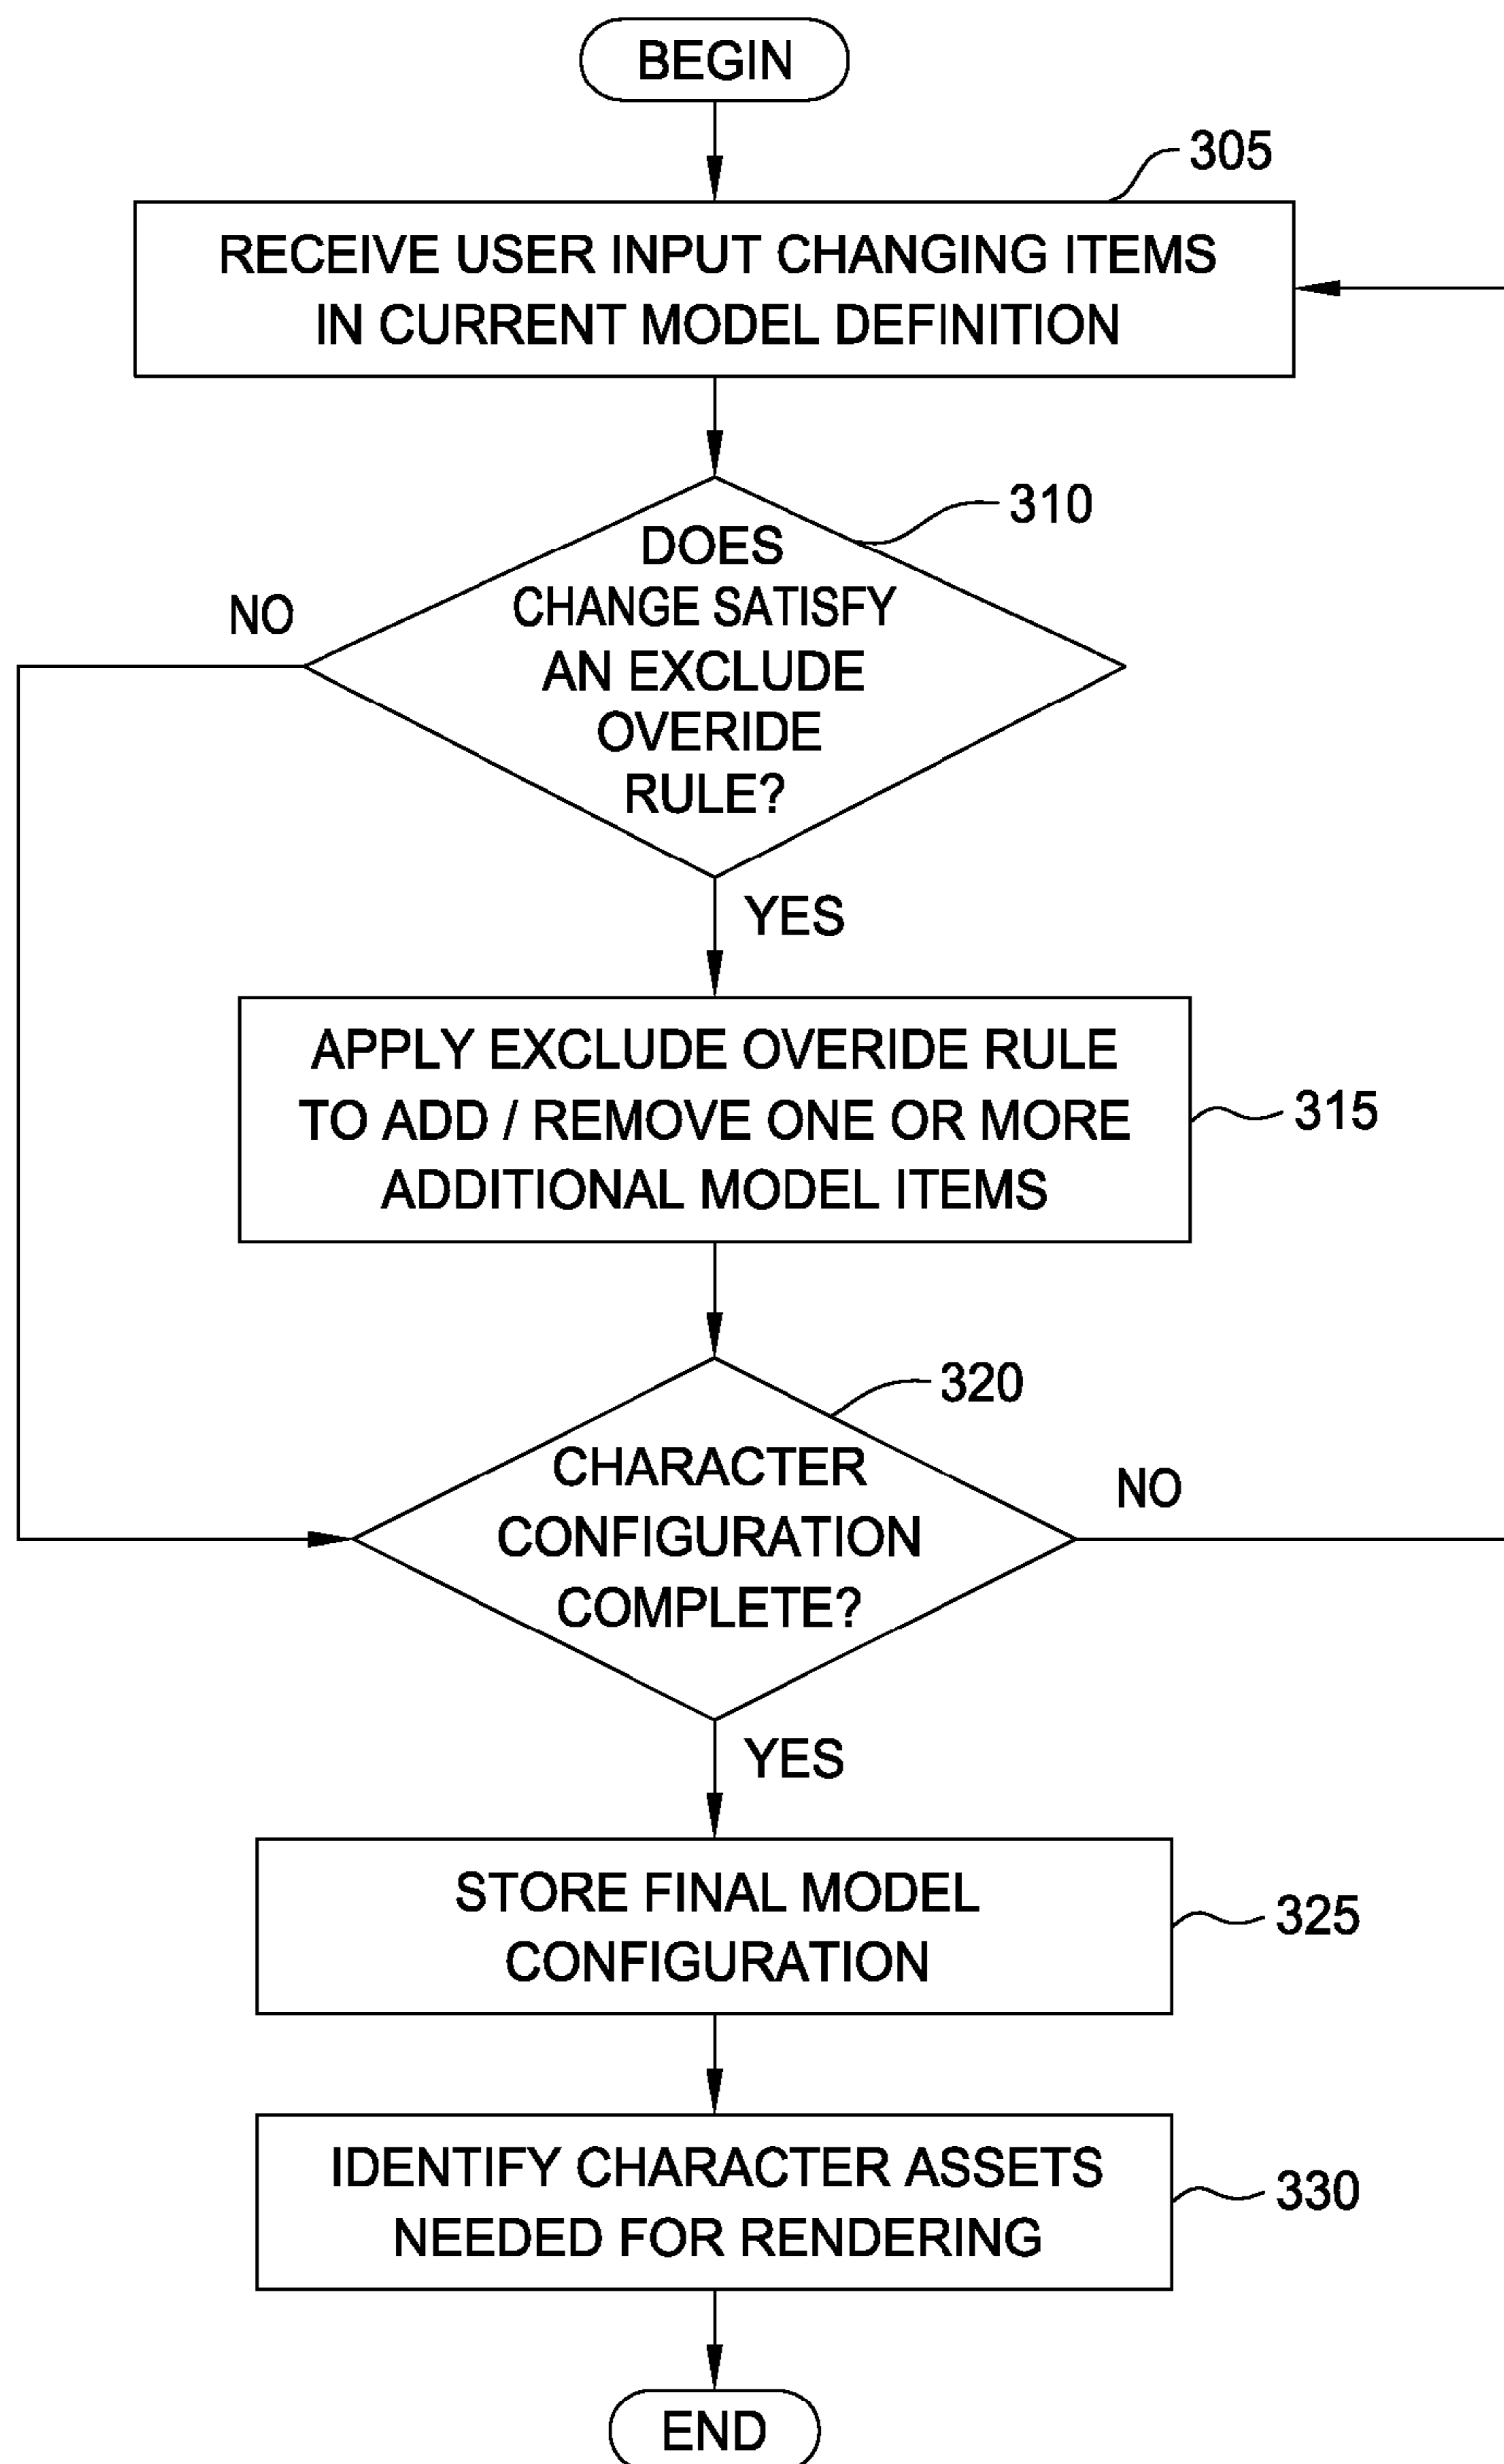 BEGIN
305
RECEIVE USER INPUT CHANGING ITEMS
IN CURRENT MODEL DEFINITION
310
DOES
CHANGE SATISFY
AN EXCLUDE
OVERIDE
RULE?
NO
YES
APPLY EXCLUDE OVERIDE RULE
TO ADD / REMOVE ONE OR MORE
ADDITIONAL MODEL ITEMS
315
320
CHARACTER
CONFIGURATION
COMPLETE?
NO
YES
STORE FINAL MODEL
CONFIGURATION
325
IDENTIFY CHARACTER ASSETS
NEEDED FOR RENDERING
330
END